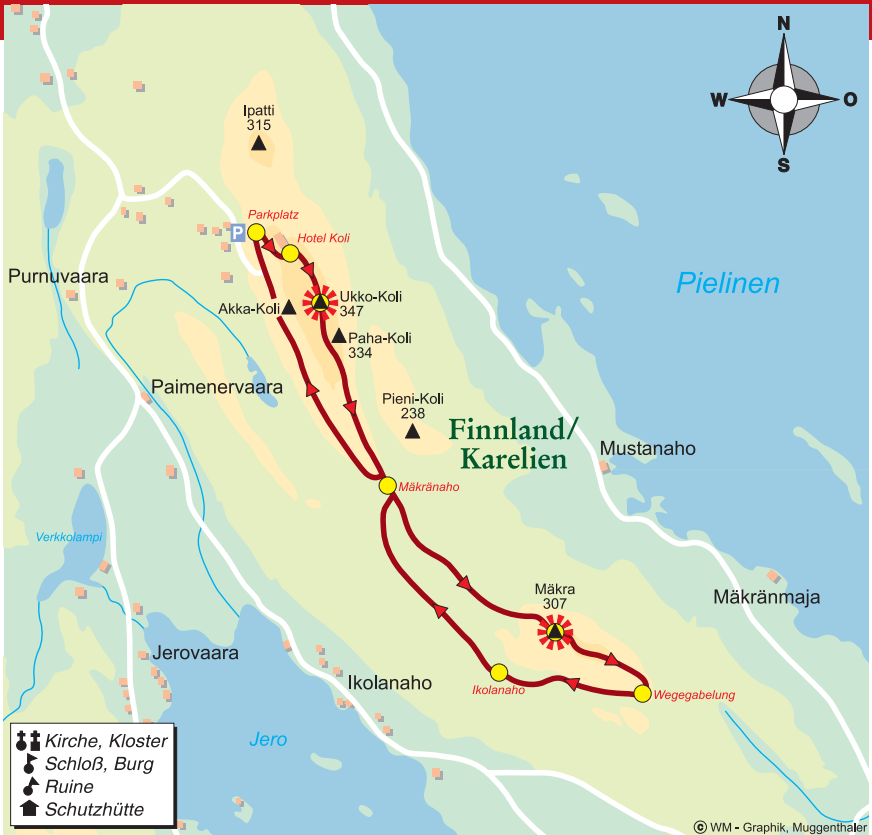 N
W
O
S
Ipatti
315
Parkplatz
P
Hotel Koli
Purnuvaara
Akka-Koli
Ukko-Koli
347
Pielinen
Paha-Koli
334
Paimenervaara
Pieni-Koli
238
Finnland/
Karelien
Mustanaho
Mäkränaho
Verkkolampi
Mäkra
307
Mäkränmaja
Jerovaara
Ikolanaho
Ikolanaho
Wegegabelung
Jero
Kirche, Kloster
Schloß, Burg
Ruine
Schutzhütte
© WM - Graphik, Muggenthaler